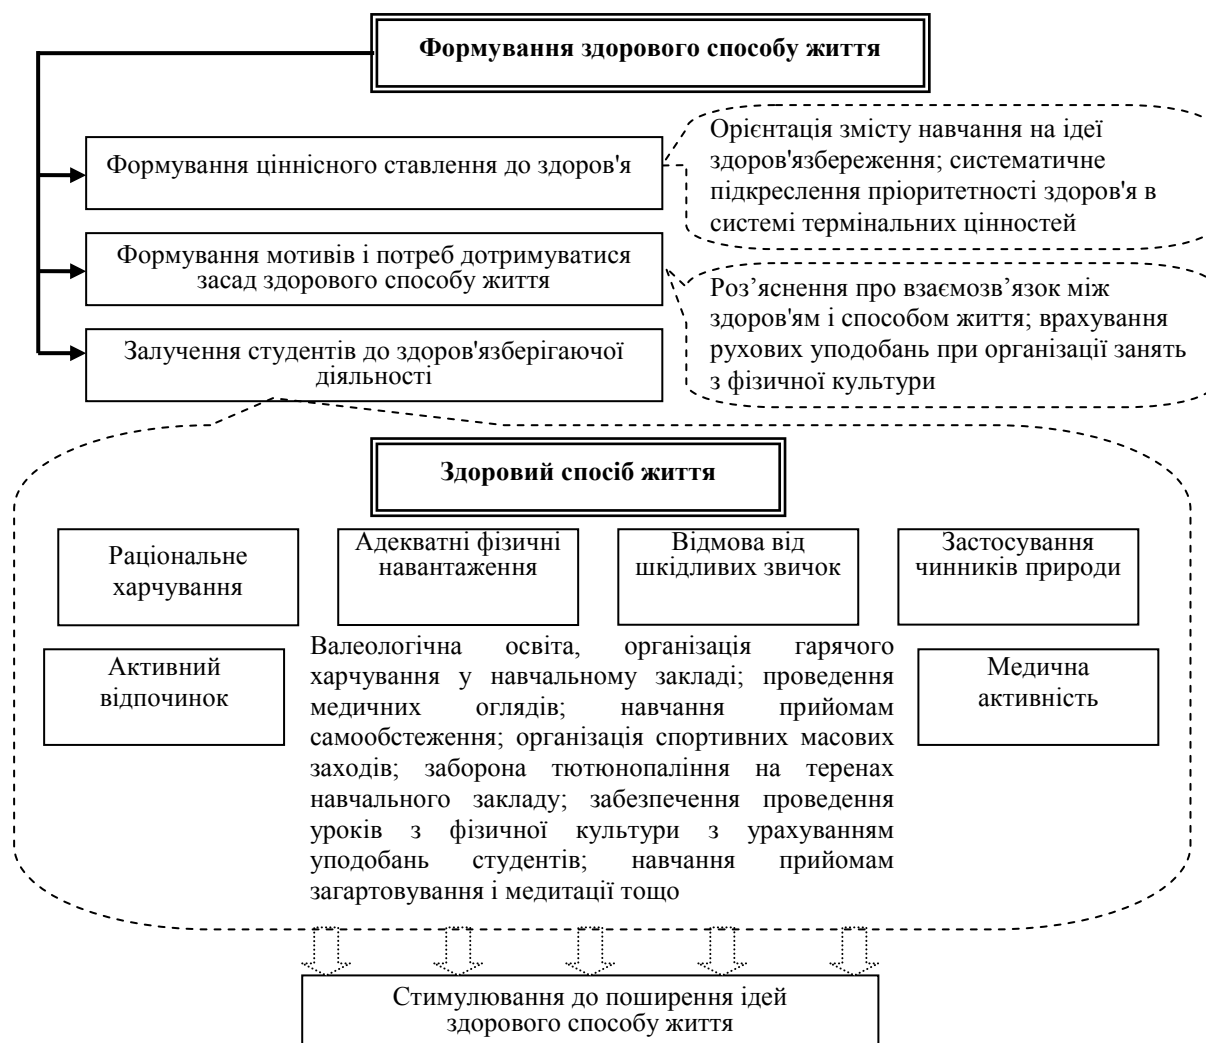 Формування здорового способу життя
Формування ціннісного ставлення до здоров'я
Орієнтація змісту навчання на ідеї
здоров'язбереження; систематичне
підкреслення пріоритетності здоров'я в
системі термінальних цінностей
Формування мотивів і потреб дотримуватися
засад здорового способу життя
Роз’яснення про взаємозв’язок між
здоров'ям і способом життя; врахування
рухових уподобань при організації занять
з фізичної культури
Залучення студентів до здоров'язберігаючої
діяльності
Здоровий спосіб життя
Раціональне
харчування
Адекватні фізичні
навантаження
Відмова від
шкідливих звичок
Застосування
чинників природи
Активний
відпочинок
Валеологічна освіта, організація гарячого
харчування у навчальному закладі; проведення
медичних оглядів; навчання прийомам
самообстеження; організація спортивних масових
заходів; заборона тютюнопаління на теренах
навчального закладу; забезпечення проведення
уроків з фізичної культури з урахуванням
уподобань студентів; навчання прийомам
загартовування і медитації тощо
Медична
активність
Стимулювання до поширення ідей
здорового способу життя